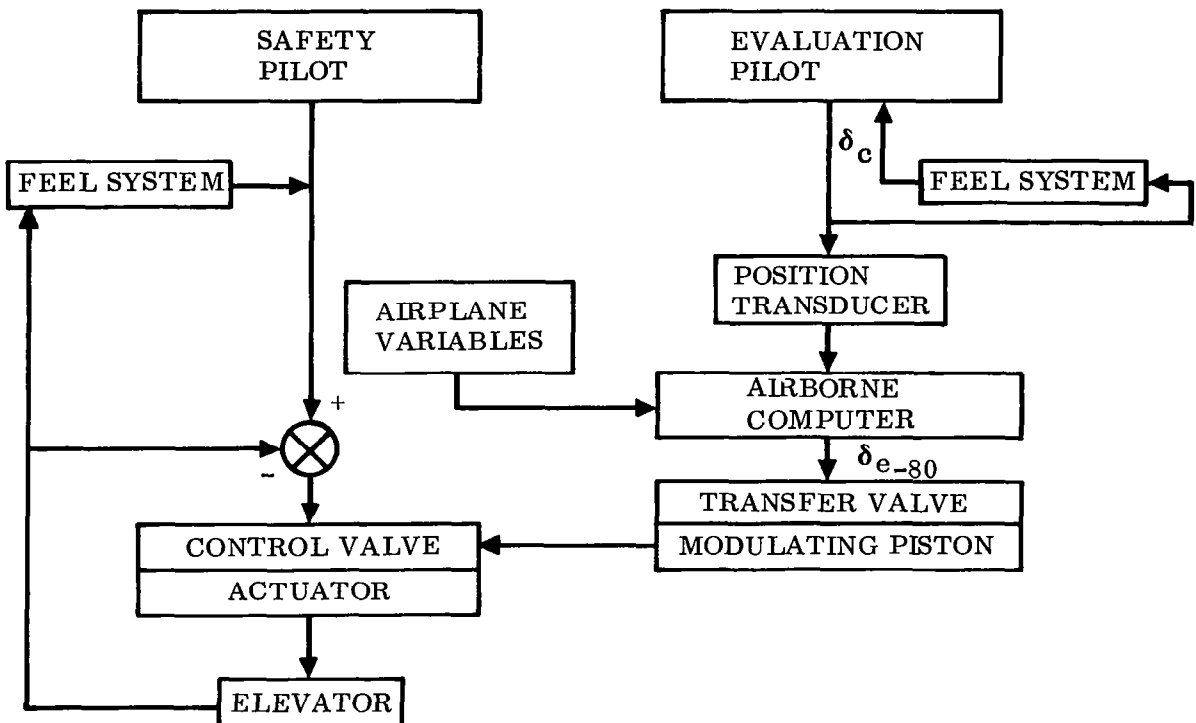 SAFETY
PILOT
EVALUATION
PILOT
δc
FEEL SYSTEM
FEEL SYSTEM
POSITION
TRANSDUCER
AIRPLANE
VARIABLES
AIRBORNE
COMPUTER
+
-
δe-80
TRANSFER VALVE
MODULATING PISTON
CONTROL VALVE
ACTUATOR
ELEVATOR